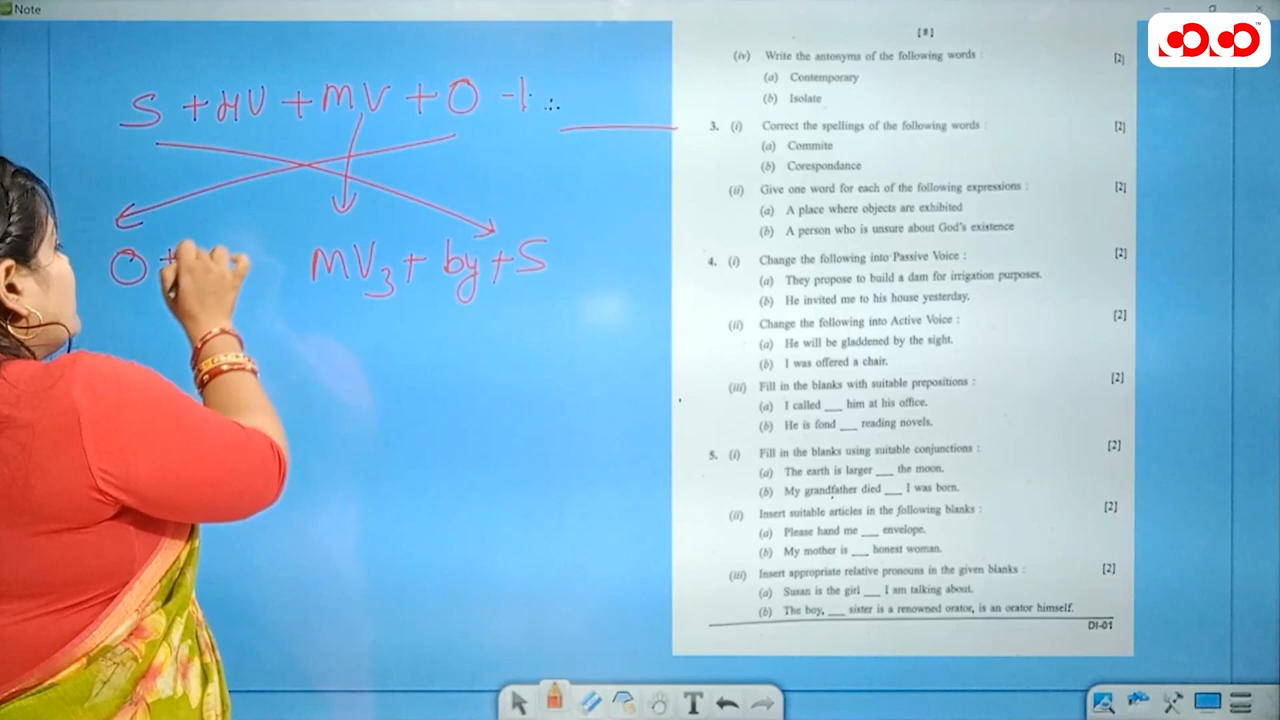 Note
S + HV + MV + O + ...
O + MV3 + by + S
[8]
(iv) Write the antonyms of the following words : [2]
(a) Contemporary
(b) Isolate
3. (i) Correct the spellings of the following words : [2]
(a) Commite
(b) Corespondance
(ii) Give one word for each of the following expressions : [2]
(a) A place where objects are exhibited
(b) A person who is unsure about God's existence
4. (i) Change the following into Passive Voice : [2]
(a) They propose to build a dam for irrigation purposes.
(b) He invited me to his house yesterday.
(ii) Change the following into Active Voice : [2]
(a) He will be gladdened by the sight.
(b) I was offered a chair.
(iii) Fill in the blanks with suitable prepositions : [2]
(a) I called ___ him at his office.
(b) He is fond ___ reading novels.
5. (i) Fill in the blanks using suitable conjunctions : [2]
(a) The earth is larger ___ the moon.
(b) My grandfather died ___ I was born.
(ii) Insert suitable articles in the following blanks : [2]
(a) Please hand me ___ envelope.
(b) My mother is ___ honest woman.
(iii) Insert appropriate relative pronouns in the given blanks : [2]
(a) Susan is the girl ___ I am talking about.
(b) The boy, ___ sister is a renowned orator, is an orator himself.
DI-01